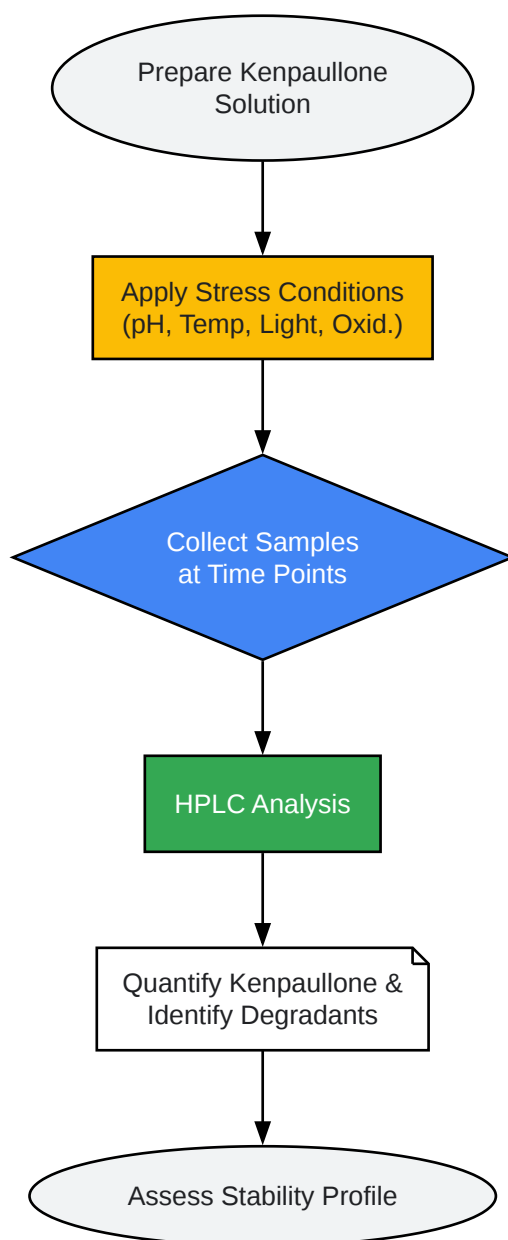 Prepare Kenpaullone
Solution
Apply Stress Conditions
(pH, Temp, Light, Oxid.)
Collect Samples
at Time Points
HPLC Analysis
Quantify Kenpaullone &
Identify Degradants
Assess Stability Profile